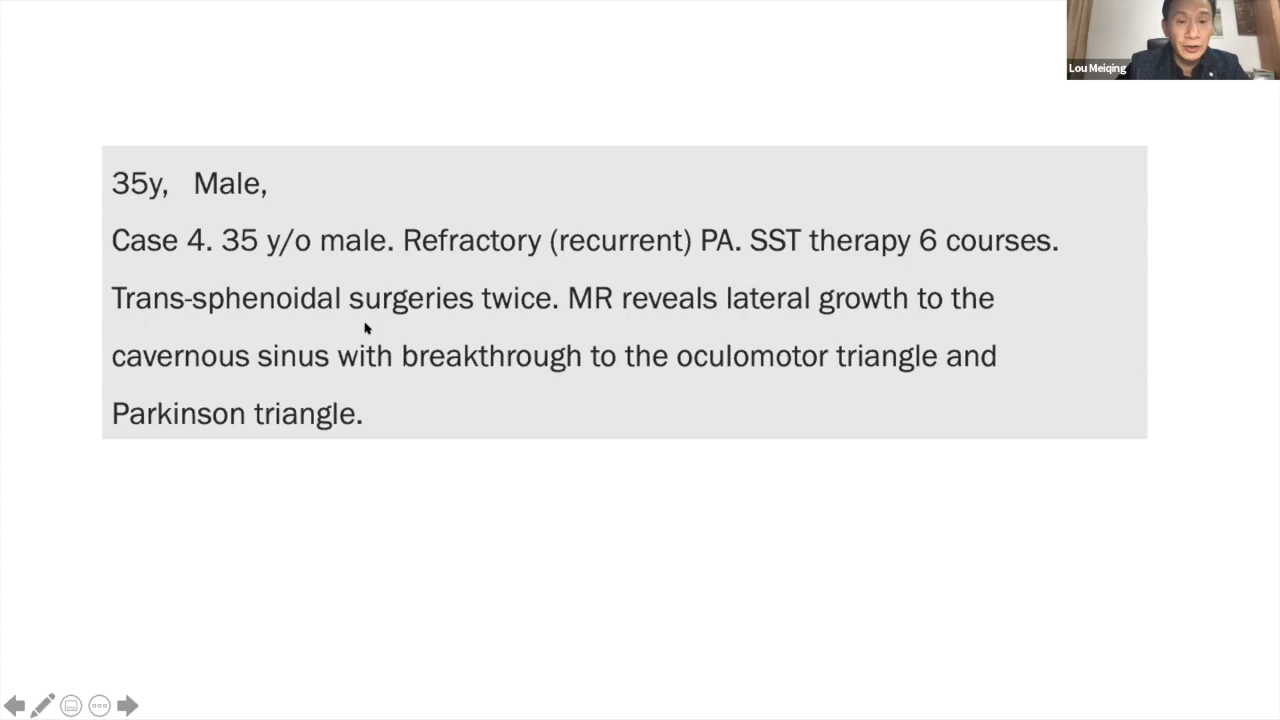 Lou Meiqing
35y, Male,
Case 4. 35 y/o male. Refractory (recurrent) PA. SST therapy 6 courses.
Trans-sphenoidal surgeries twice. MR reveals lateral growth to the
cavernous sinus with breakthrough to the oculomotor triangle and
Parkinson triangle.